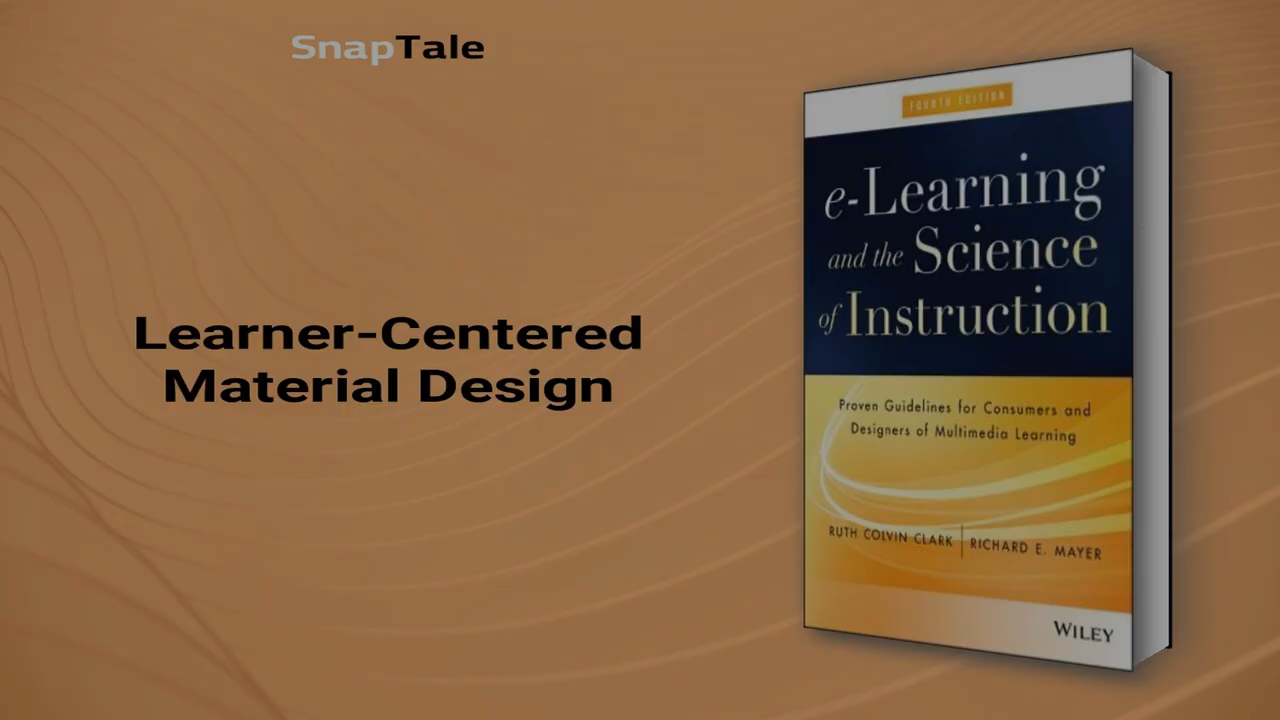 SnapTale
Learner-Centered
Material Design
FOURTH EDITION
e-Learning
and the Science
of Instruction
Proven Guidelines for Consumers and
Designers of Multimedia Learning
RUTH COLVIN CLARK | RICHARD E. MAYER
WILEY